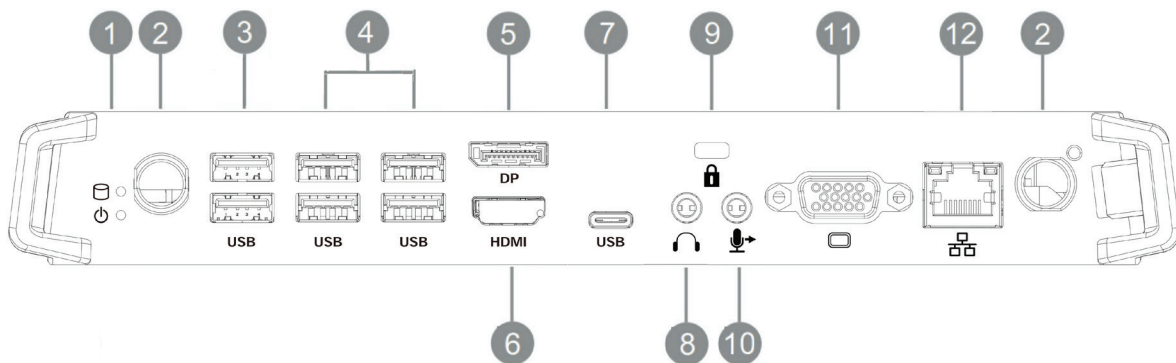 1 2 3 4 5 7 9 11 12 2
DP
USB USB USB HDMI USB
6 8 10